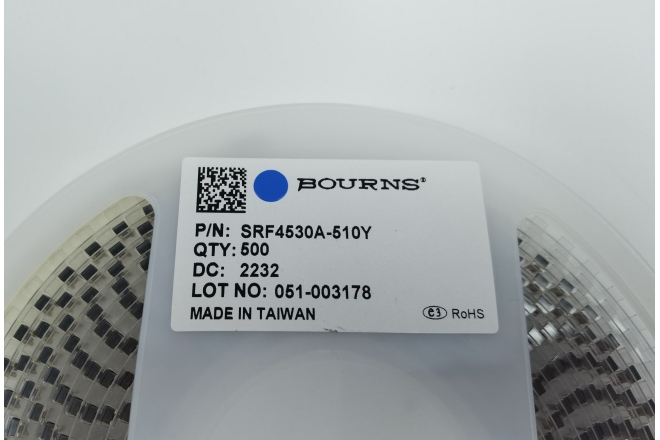 BOURNS®
P/N: SRF4530A-510Y
QTY: 500
DC: 2232
LOT NO: 051-003178
MADE IN TAIWAN
e3 RoHS